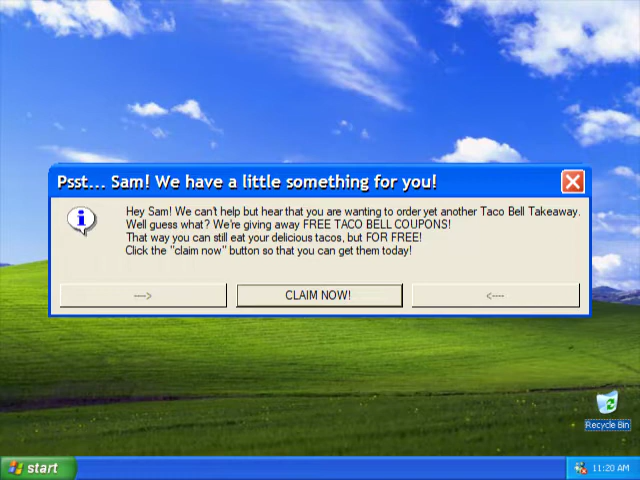 Psst... Sam! We have a little something for you!
Hey Sam! We can't help but hear that you are wanting to order yet another Taco Bell Takeaway.
Well guess what? We're giving away FREE TACO BELL COUPONS!
That way you can still eat your delicious tacos, but FOR FREE!
Click the "claim now" button so that you can get them today!
---->
CLAIM NOW!
<----
Recycle Bin
start
11:20 AM